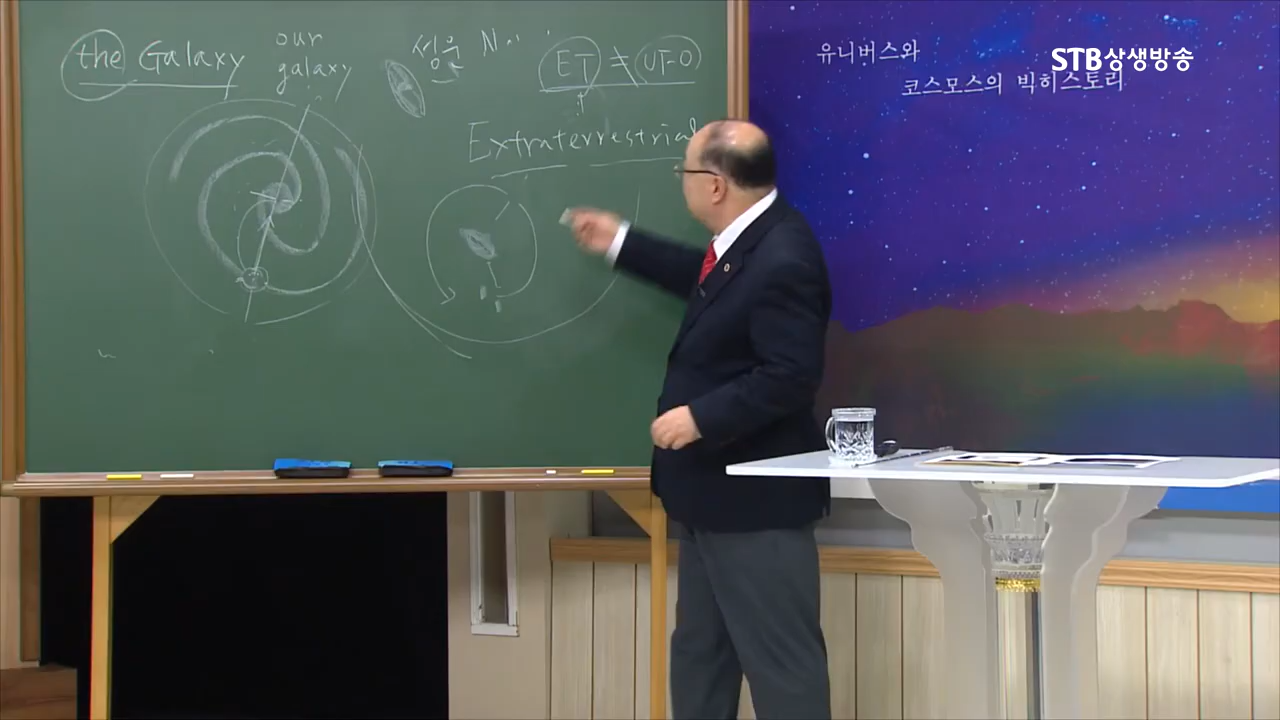 the Galaxy
our
galaxy
성운
ET ≠ UFO
Extraterrestrial
유니버스와
코스모스의 빅히스토리
STB상생방송